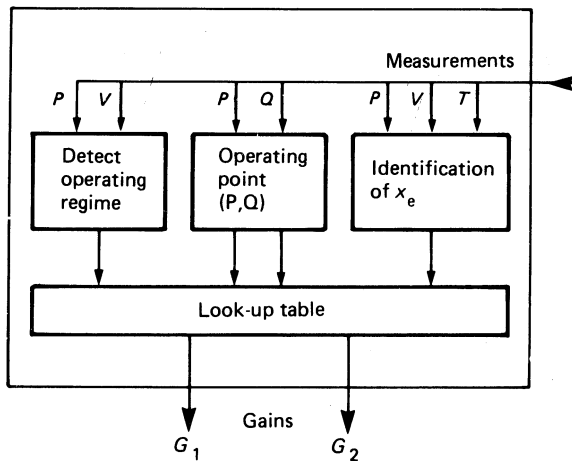 Measurements
P V P Q P V T
Detect
operating
regime
Operating
point
(P,Q)
Identification
of xe
Look-up table
Gains
G1 G2